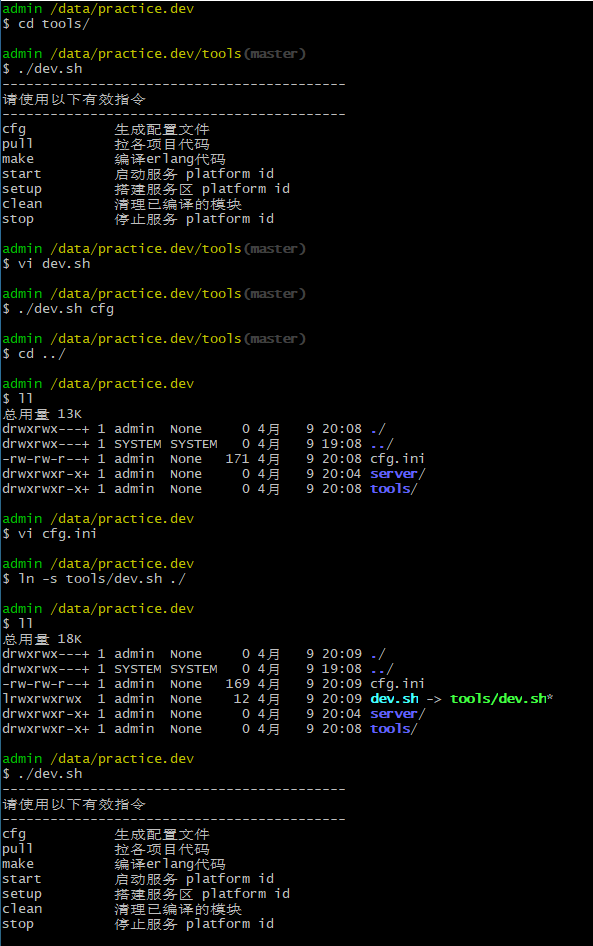 admin /data/practice.dev
$ cd tools/
admin /data/practice.dev/tools(master)
$ ./dev.sh
-------------------------------------------
请使用以下有效指令
-------------------------------------------
cfg 生成配置文件
pull 拉各项目代码
make 编译erlang代码
start 启动服务 platform id
setup 搭建服务区 platform id
clean 清理已编译的模块
stop 停止服务 platform id
admin /data/practice.dev/tools(master)
$ vi dev.sh
admin /data/practice.dev/tools(master)
$ ./dev.sh cfg
admin /data/practice.dev/tools(master)
$ cd ../
admin /data/practice.dev
$ ll
总用量 13K
drwxrwx---+ 1 admin None 0 4月 9 20:08 ./
drwxrwx---+ 1 SYSTEM SYSTEM 0 4月 9 19:08 ../
-rw-rw-r--+ 1 admin None 171 4月 9 20:08 cfg.ini
drwxrwxr-x+ 1 admin None 0 4月 9 20:04 server/
drwxrwxr-x+ 1 admin None 0 4月 9 20:08 tools/
admin /data/practice.dev
$ vi cfg.ini
admin /data/practice.dev
$ ln -s tools/dev.sh ./
admin /data/practice.dev
$ ll
总用量 18K
drwxrwx---+ 1 admin None 0 4月 9 20:09 ./
drwxrwx---+ 1 SYSTEM SYSTEM 0 4月 9 19:08 ../
-rw-rw-r--+ 1 admin None 169 4月 9 20:09 cfg.ini
lrwxrwxrwx 1 admin None 12 4月 9 20:09 dev.sh -> tools/dev.sh*
drwxrwxr-x+ 1 admin None 0 4月 9 20:04 server/
drwxrwxr-x+ 1 admin None 0 4月 9 20:08 tools/
admin /data/practice.dev
$ ./dev.sh
-------------------------------------------
请使用以下有效指令
-------------------------------------------
cfg 生成配置文件
pull 拉各项目代码
make 编译erlang代码
start 启动服务 platform id
setup 搭建服务区 platform id
clean 清理已编译的模块
stop 停止服务 platform id